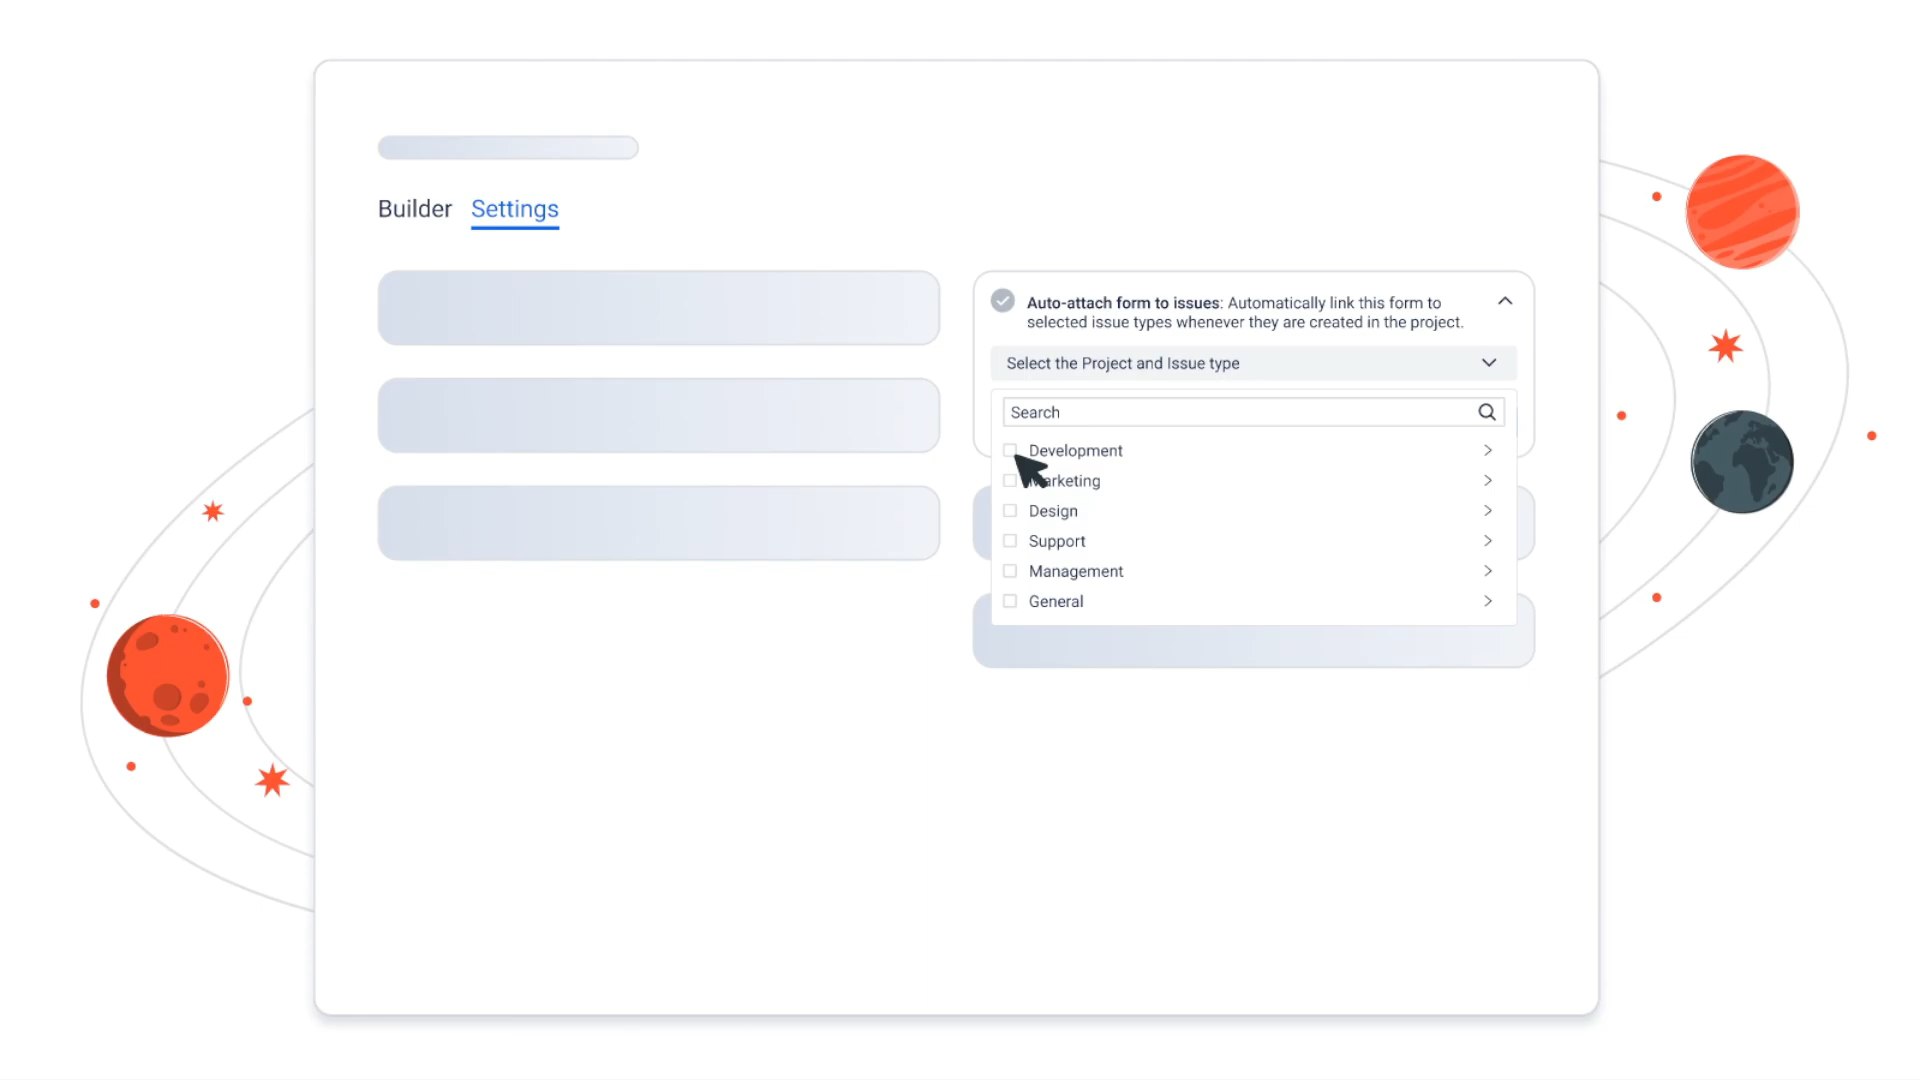 Builder Settings
Auto-attach form to issues: Automatically link this form to
selected issue types whenever they are created in the project.
Select the Project and Issue type
Search
Development
arketing
Design
Support
Management
General